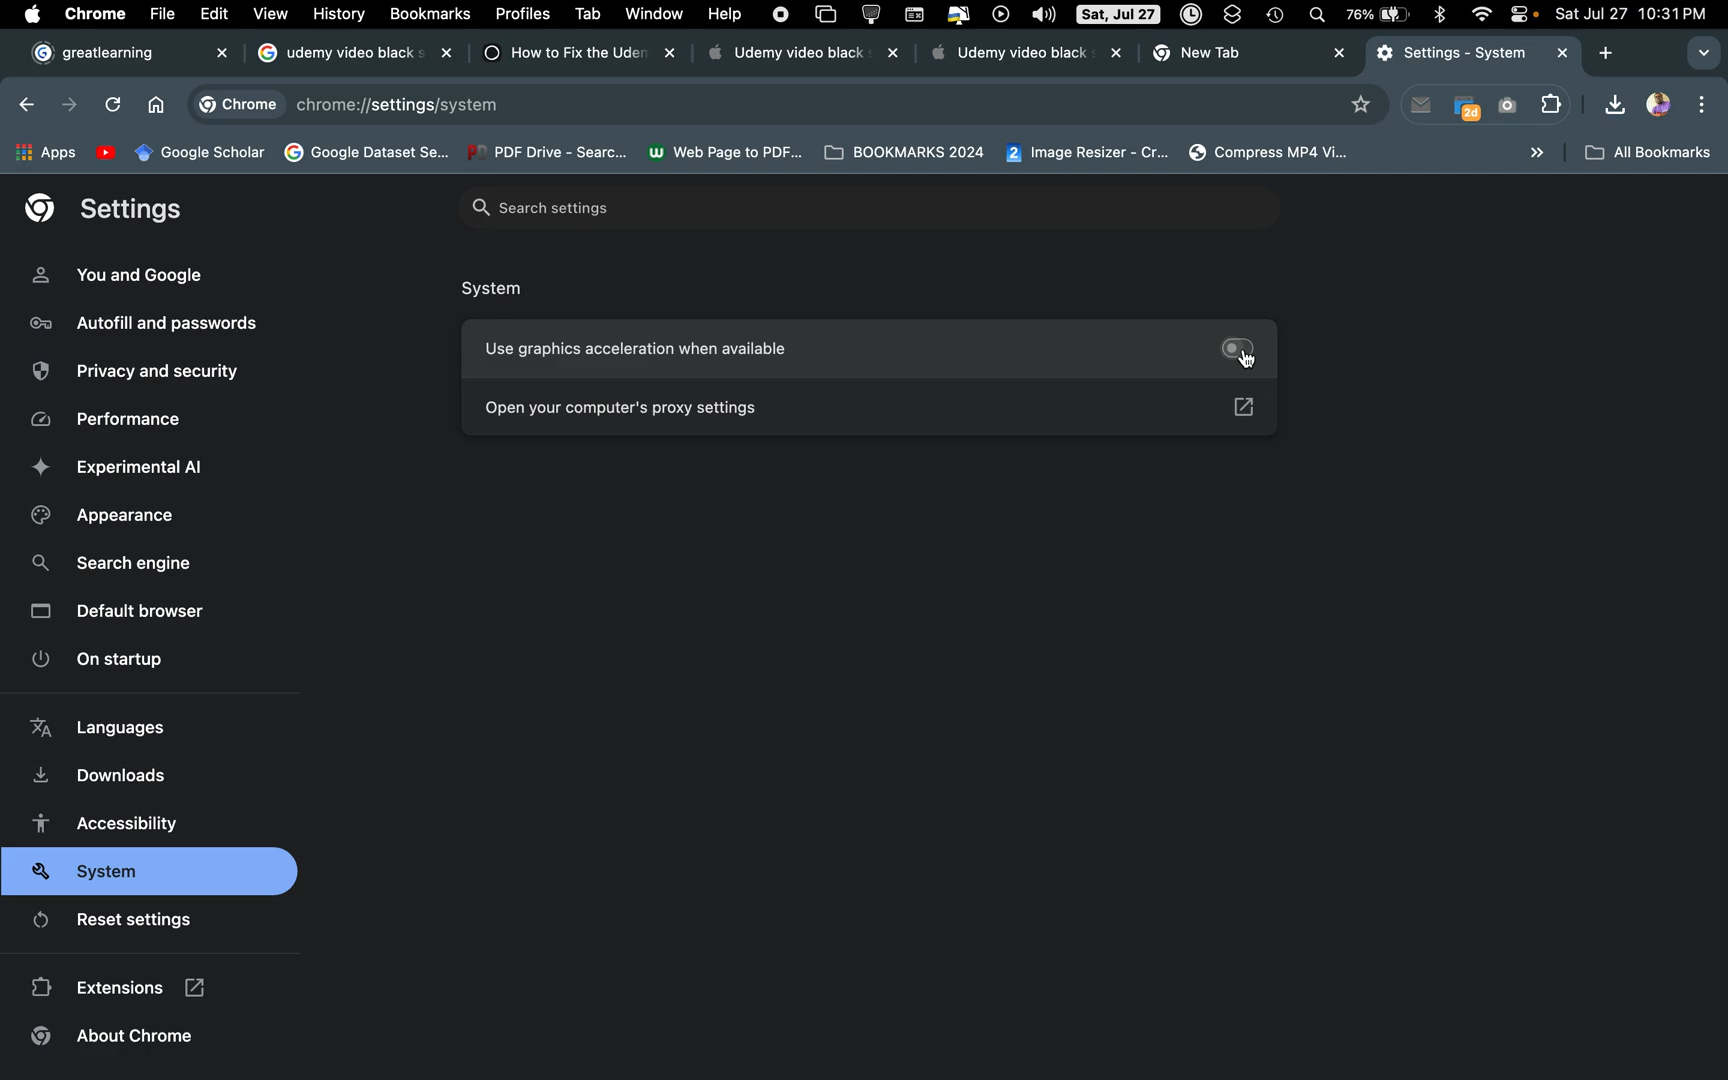 Chrome File Edit View History Bookmarks Profiles Tab Window Help Sat, Jul 27 76% Sat Jul 27 10:31 PM
greatlearning udemy video black s How to Fix the Uden Udemy video black s Udemy video black s New Tab Settings - System
Chrome chrome://settings/system 2d
Apps Google Scholar Google Dataset Se... PDF Drive - Searc... Web Page to PDF... BOOKMARKS 2024 Image Resizer - Cr... Compress MP4 Vi... All Bookmarks
Settings
Search settings
You and Google
Autofill and passwords
Privacy and security
Performance
Experimental AI
Appearance
Search engine
Default browser
On startup
Languages
Downloads
Accessibility
System
Reset settings
Extensions
About Chrome
System
Use graphics acceleration when available
Open your computer's proxy settings